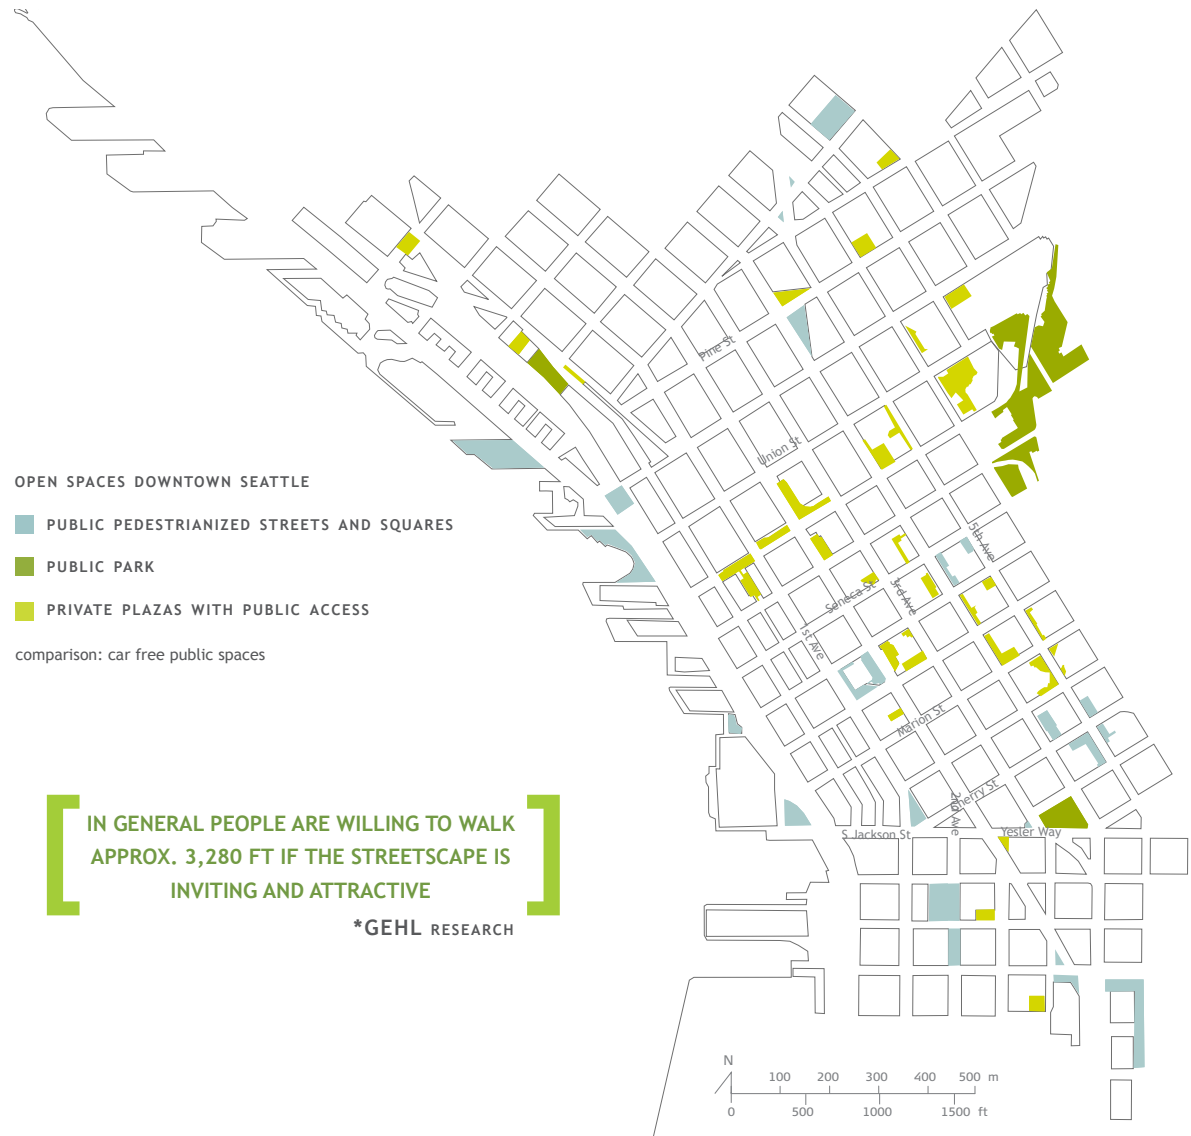 Pine St
Union St
5th Ave
Seneca St
3rd Ave
1st Ave
Marion St
Cherry St
2nd Ave
S Jackson St
Yesler Way
OPEN SPACES DOWNTOWN SEATTLE
PUBLIC PEDESTRIANIZED STREETS AND SQUARES
PUBLIC PARK
PRIVATE PLAZAS WITH PUBLIC ACCESS
comparison: car free public spaces
IN GENERAL PEOPLE ARE WILLING TO WALK
APPROX. 3,280 FT IF THE STREETSCAPE IS
INVITING AND ATTRACTIVE
*GEHL RESEARCH
N
100 200 300 400 500 m
0 500 1000 1500 ft